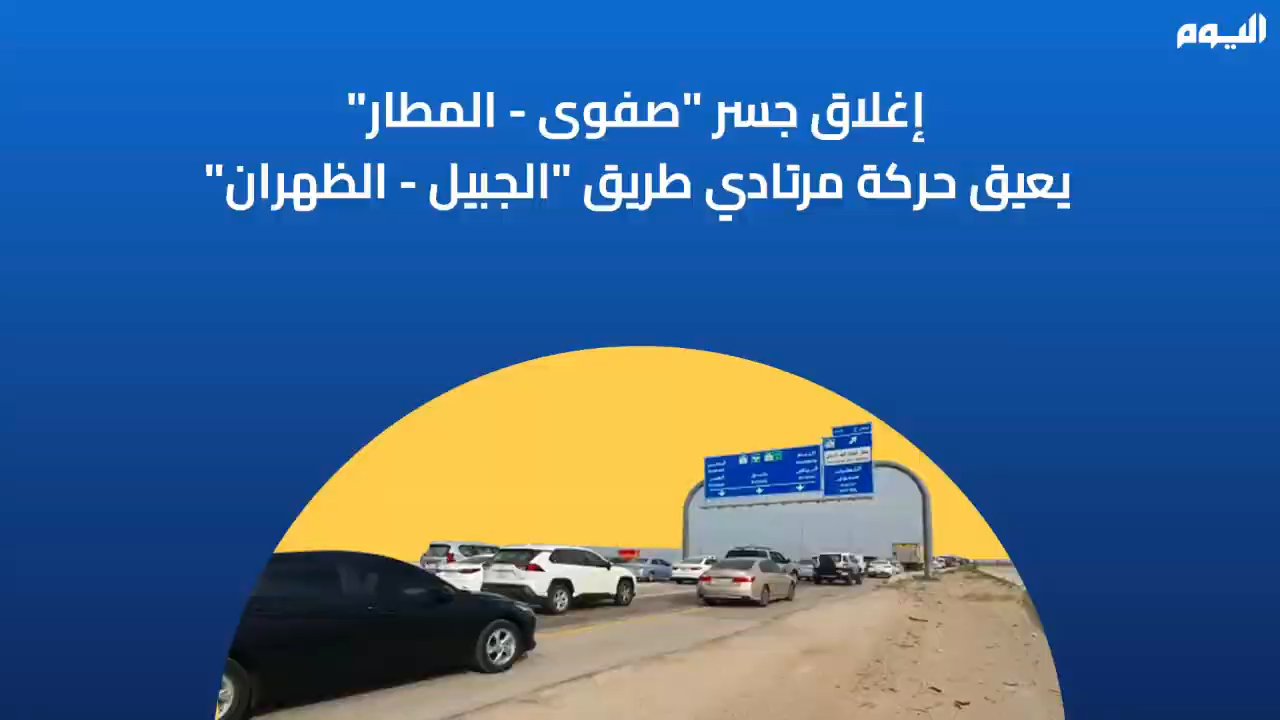 اليوم
إغلاق جسر "صفوى - المطار"
يعيق حركة مرتادي طريق "الجبيل - الظهران"